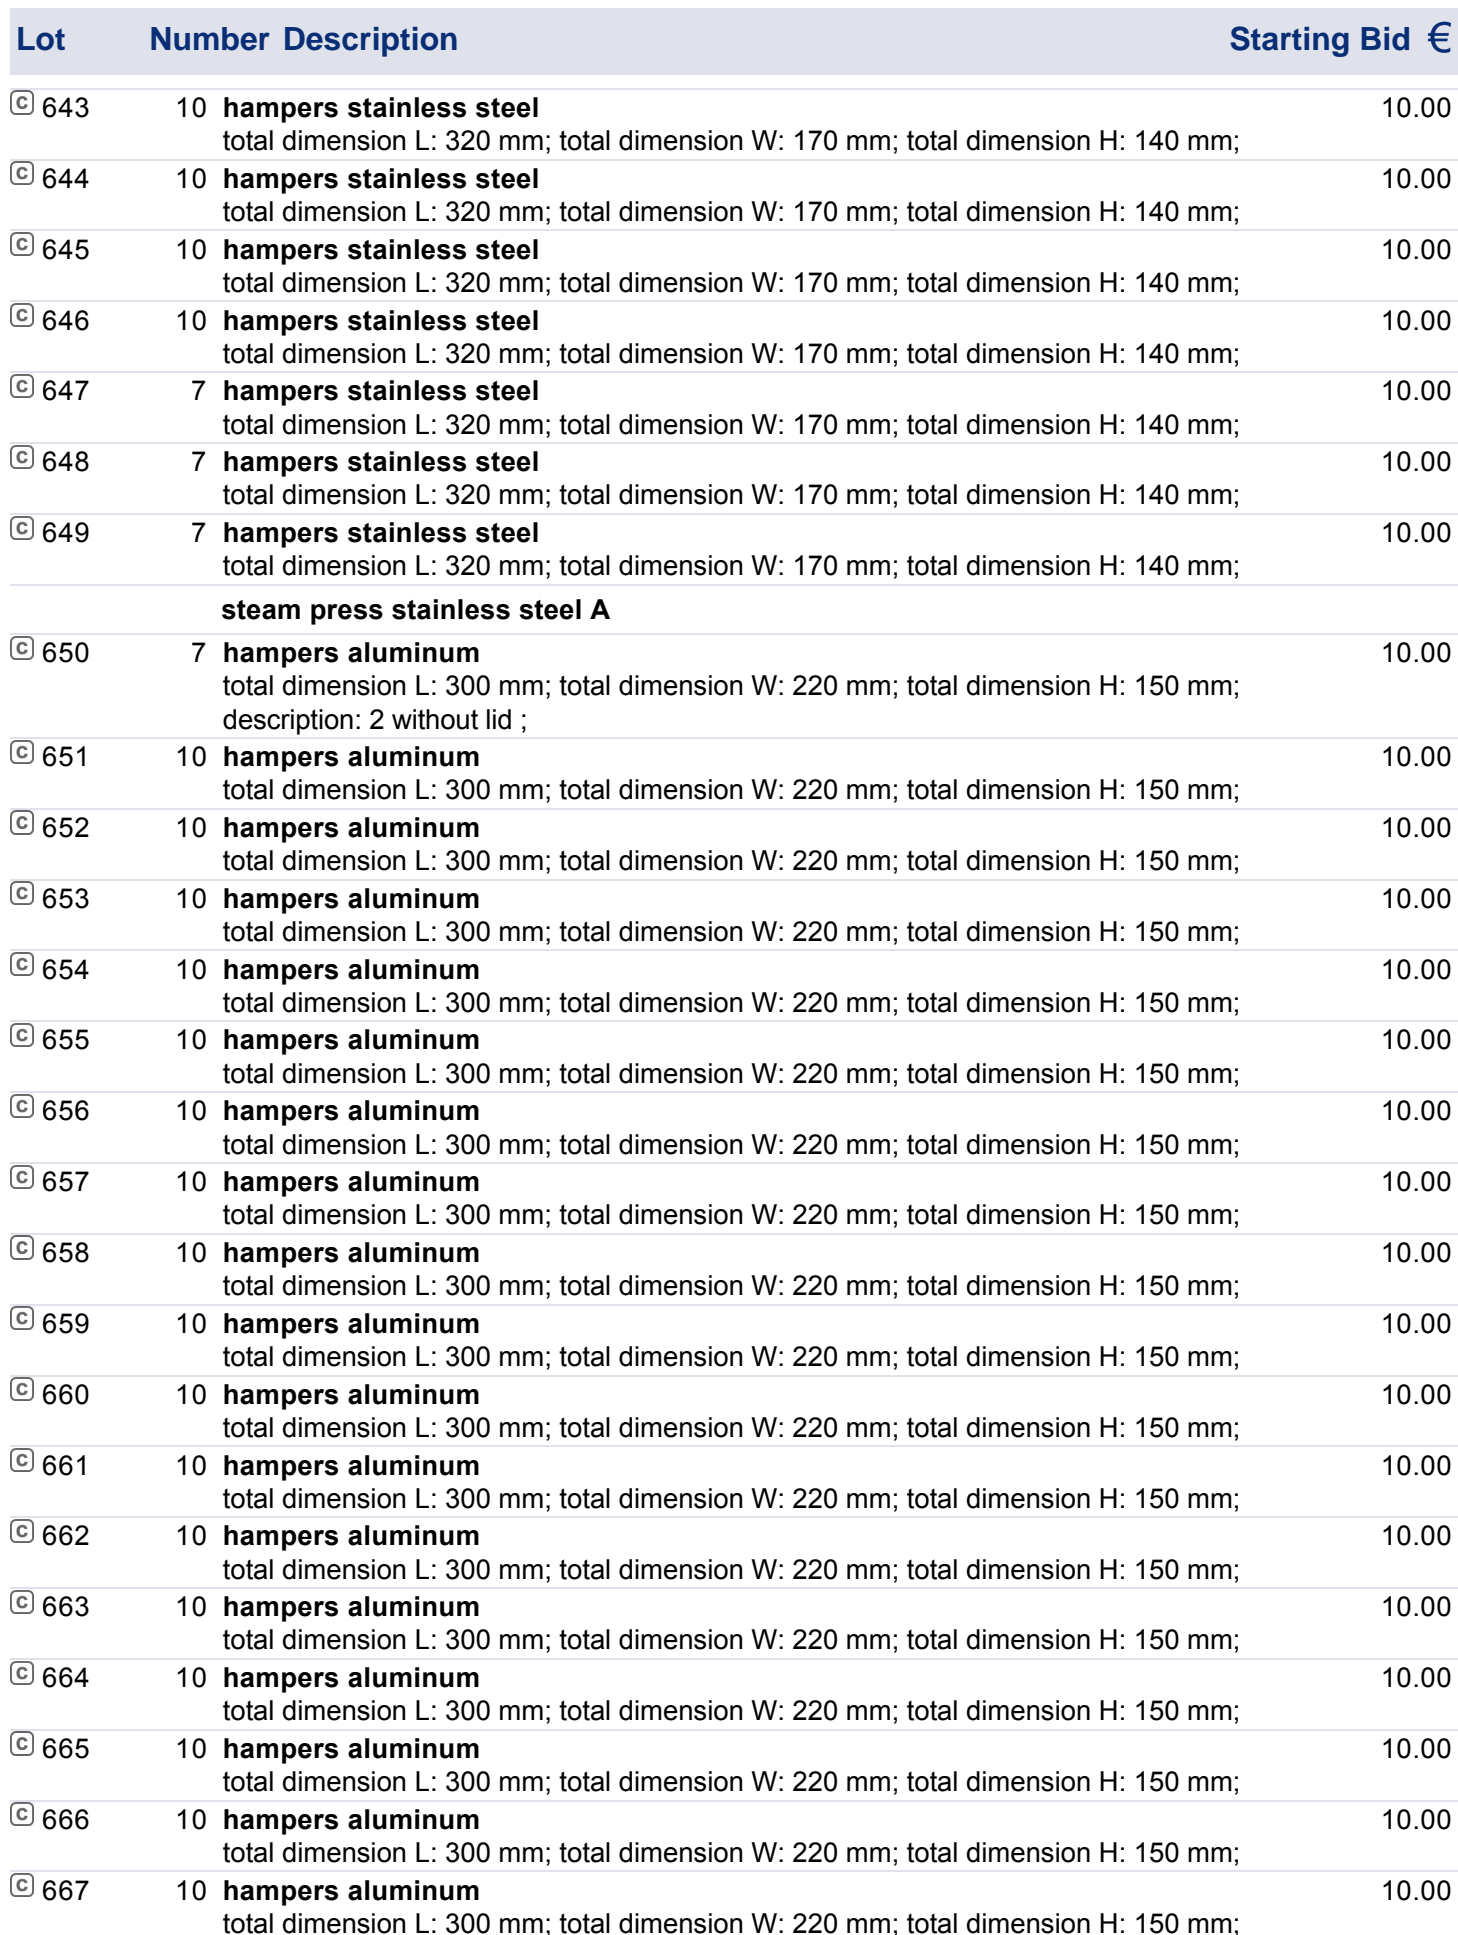 Lot Number Description Starting Bid €
C 643 10 hampers stainless steel 10.00
total dimension L: 320 mm; total dimension W: 170 mm; total dimension H: 140 mm;
C 644 10 hampers stainless steel 10.00
total dimension L: 320 mm; total dimension W: 170 mm; total dimension H: 140 mm;
C 645 10 hampers stainless steel 10.00
total dimension L: 320 mm; total dimension W: 170 mm; total dimension H: 140 mm;
C 646 10 hampers stainless steel 10.00
total dimension L: 320 mm; total dimension W: 170 mm; total dimension H: 140 mm;
C 647 7 hampers stainless steel 10.00
total dimension L: 320 mm; total dimension W: 170 mm; total dimension H: 140 mm;
C 648 7 hampers stainless steel 10.00
total dimension L: 320 mm; total dimension W: 170 mm; total dimension H: 140 mm;
C 649 7 hampers stainless steel 10.00
total dimension L: 320 mm; total dimension W: 170 mm; total dimension H: 140 mm;
steam press stainless steel A
C 650 7 hampers aluminum 10.00
total dimension L: 300 mm; total dimension W: 220 mm; total dimension H: 150 mm;
description: 2 without lid ;
C 651 10 hampers aluminum 10.00
total dimension L: 300 mm; total dimension W: 220 mm; total dimension H: 150 mm;
C 652 10 hampers aluminum 10.00
total dimension L: 300 mm; total dimension W: 220 mm; total dimension H: 150 mm;
C 653 10 hampers aluminum 10.00
total dimension L: 300 mm; total dimension W: 220 mm; total dimension H: 150 mm;
C 654 10 hampers aluminum 10.00
total dimension L: 300 mm; total dimension W: 220 mm; total dimension H: 150 mm;
C 655 10 hampers aluminum 10.00
total dimension L: 300 mm; total dimension W: 220 mm; total dimension H: 150 mm;
C 656 10 hampers aluminum 10.00
total dimension L: 300 mm; total dimension W: 220 mm; total dimension H: 150 mm;
C 657 10 hampers aluminum 10.00
total dimension L: 300 mm; total dimension W: 220 mm; total dimension H: 150 mm;
C 658 10 hampers aluminum 10.00
total dimension L: 300 mm; total dimension W: 220 mm; total dimension H: 150 mm;
C 659 10 hampers aluminum 10.00
total dimension L: 300 mm; total dimension W: 220 mm; total dimension H: 150 mm;
C 660 10 hampers aluminum 10.00
total dimension L: 300 mm; total dimension W: 220 mm; total dimension H: 150 mm;
C 661 10 hampers aluminum 10.00
total dimension L: 300 mm; total dimension W: 220 mm; total dimension H: 150 mm;
C 662 10 hampers aluminum 10.00
total dimension L: 300 mm; total dimension W: 220 mm; total dimension H: 150 mm;
C 663 10 hampers aluminum 10.00
total dimension L: 300 mm; total dimension W: 220 mm; total dimension H: 150 mm;
C 664 10 hampers aluminum 10.00
total dimension L: 300 mm; total dimension W: 220 mm; total dimension H: 150 mm;
C 665 10 hampers aluminum 10.00
total dimension L: 300 mm; total dimension W: 220 mm; total dimension H: 150 mm;
C 666 10 hampers aluminum 10.00
total dimension L: 300 mm; total dimension W: 220 mm; total dimension H: 150 mm;
C 667 10 hampers aluminum 10.00
total dimension L: 300 mm; total dimension W: 220 mm; total dimension H: 150 mm;